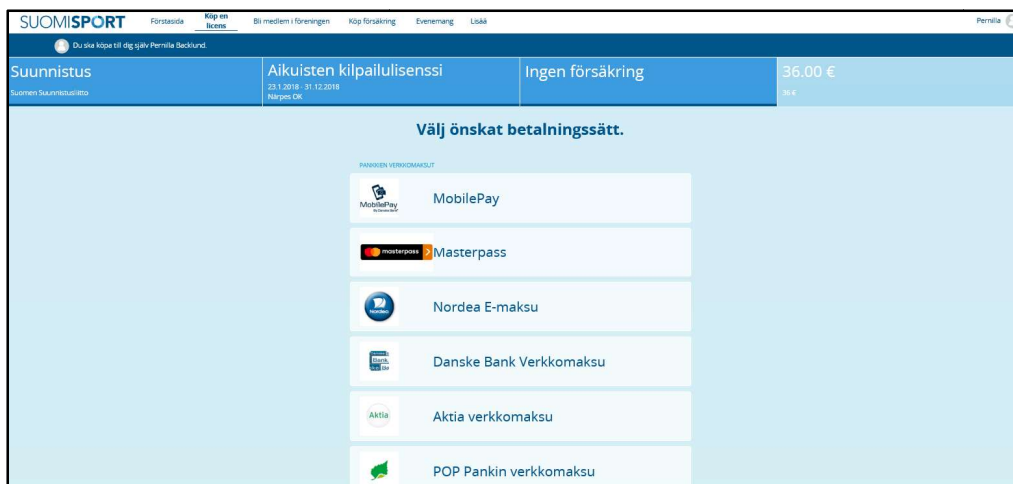 SUOMISPORT
Förstasida
Köp en licens
Bli medlem i föreningen
Köp försäkring
Evenemang
Lisää
Pernilla
Du ska köpa till dig själv Pernilla Backlund.
Suunnistus
Suomen Suunnistusliitto
Aikuisten kilpailulisenssi
23.1.2018 - 31.12.2018
Närpes OK
Ingen försäkring
36.00 €
36 €
Välj önskat betalningssätt.
PANKKIEN VERKKOMAKSUT
MobilePay
MobilePay
masterpass
Masterpass
Nordea
Nordea E-maksu
Danske Bank Verkkomaksu
Aktia
Aktia verkkomaksu
POP Pankin verkkomaksu